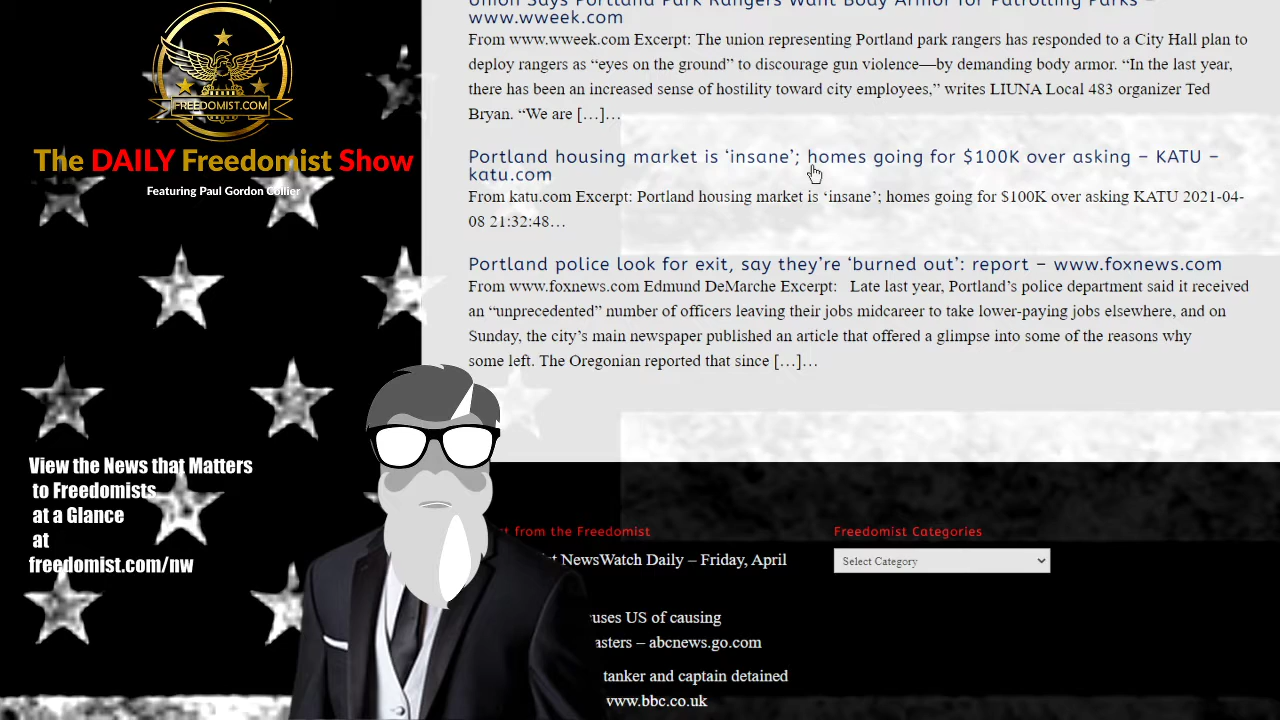 FREEDOMIST.COM
The DAILY Freedomist Show
Featuring Paul Gordon Collier
View the News that Matters
to Freedomists
at a Glance
at
freedomist.com/nw
Union Says Portland Park Rangers Want Body Armor for Patrolling Parks –
www.wweek.com
From www.wweek.com Excerpt: The union representing Portland park rangers has responded to a City Hall plan to
deploy rangers as “eyes on the ground” to discourage gun violence—by demanding body armor. “In the last year,
there has been an increased sense of hostility toward city employees,” writes LIUNA Local 483 organizer Ted
Bryan. “We are […]…
Portland housing market is ‘insane’; homes going for $100K over asking – KATU –
katu.com
From katu.com Excerpt: Portland housing market is ‘insane’; homes going for $100K over asking KATU 2021-04-
08 21:32:48…
Portland police look for exit, say they’re ‘burned out’: report – www.foxnews.com
From www.foxnews.com Edmund DeMarche Excerpt: Late last year, Portland’s police department said it received
an “unprecedented” number of officers leaving their jobs midcareer to take lower-paying jobs elsewhere, and on
Sunday, the city’s main newspaper published an article that offered a glimpse into some of the reasons why
some left. The Oregonian reported that since […]…
from the Freedomist
NewsWatch Daily – Friday, April
US of causing
– abcnews.go.com
tanker and captain detained
www.bbc.co.uk
Freedomist Categories
Select Category